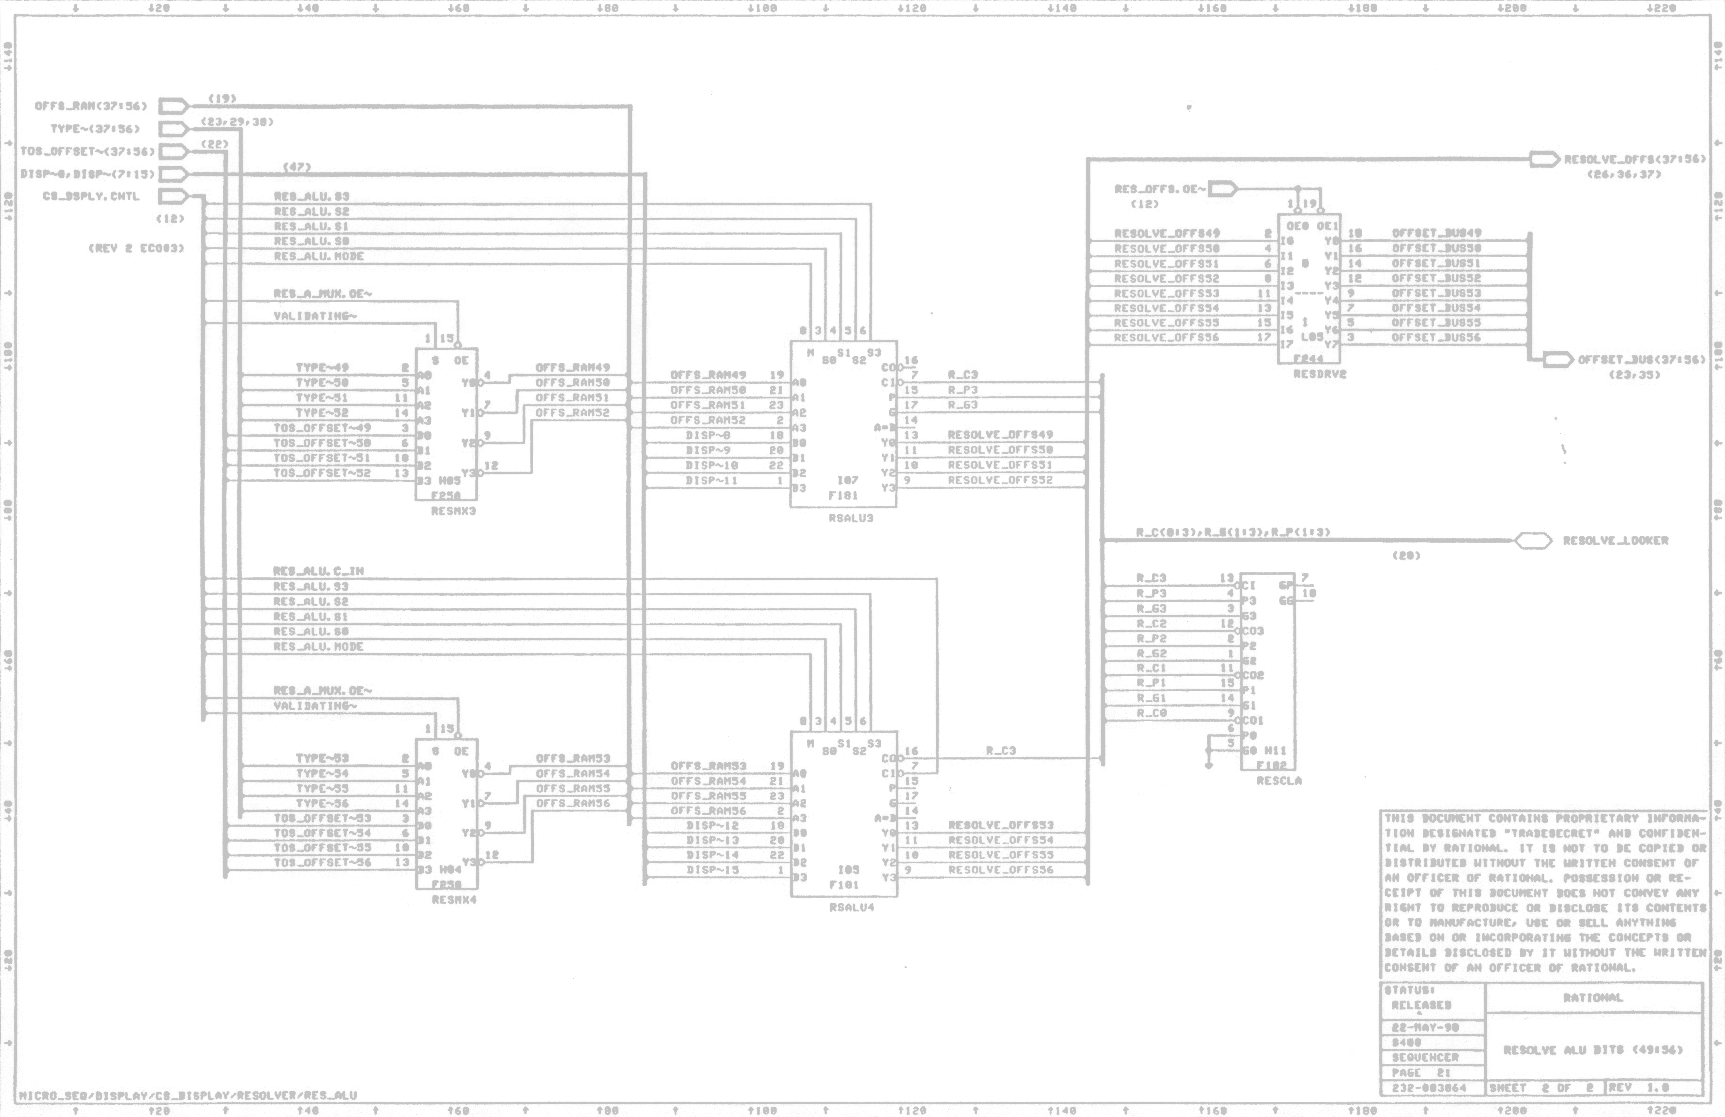 ↓20 ↓40 ↓60 ↓80 ↓100 ↓120 ↓140 ↓160 ↓180 ↓200 ↓220
↑140 ↑120 ↑100 ↑80 ↑60 ↑40 ↑20
OFFS_RAM(37:56) (19)
TYPE~(37:56) (23,29,38)
TOS_OFFSET~(37:56) (22)
DISP~0,DISP~(7:15) (47)
CS_DSPLY.CNTL
(12)
(REV 2 ECO03)
RES_ALU.S3
RES_ALU.S2
RES_ALU.S1
RES_ALU.S0
RES_ALU.MODE
RES_A_MUX.OE~
VALIDATING~
1 15
S OE
TYPE~49 2 A0
TYPE~50 5 A1
TYPE~51 11 A2
TYPE~52 14 A3
TOS_OFFSET~49 3 B0
TOS_OFFSET~50 6 B1
TOS_OFFSET~51 10 B2
TOS_OFFSET~52 13 B3
Y0 4 OFFS_RAM49
Y1 7 OFFS_RAM50
Y2 9 OFFS_RAM51
Y3 12 OFFS_RAM52
H05
F258
RESMX3
8 3 4 5 6
M S0 S1 S2 S3
OFFS_RAM49 19 A0
OFFS_RAM50 21 A1
OFFS_RAM51 23 A2
OFFS_RAM52 2 A3
DISP~8 18 B0
DISP~9 20 B1
DISP~10 22 B2
DISP~11 1 B3
CO 16
CI 7 R_C3
P 15 R_P3
G 17 R_G3
A=B 14
Y0 13 RESOLVE_OFFS49
Y1 11 RESOLVE_OFFS50
Y2 10 RESOLVE_OFFS51
Y3 9 RESOLVE_OFFS52
I07
F181
RSALU3
RES_ALU.C_IN
RES_ALU.S3
RES_ALU.S2
RES_ALU.S1
RES_ALU.S0
RES_ALU.MODE
RES_A_MUX.OE~
VALIDATING~
1 15
S OE
TYPE~53 2 A0
TYPE~54 5 A1
TYPE~55 11 A2
TYPE~56 14 A3
TOS_OFFSET~53 3 B0
TOS_OFFSET~54 6 B1
TOS_OFFSET~55 10 B2
TOS_OFFSET~56 13 B3
Y0 4 OFFS_RAM53
Y1 7 OFFS_RAM54
Y2 9 OFFS_RAM55
Y3 12 OFFS_RAM56
H04
F258
RESMX4
8 3 4 5 6
M S0 S1 S2 S3
OFFS_RAM53 19 A0
OFFS_RAM54 21 A1
OFFS_RAM55 23 A2
OFFS_RAM56 2 A3
DISP~12 18 B0
DISP~13 20 B1
DISP~14 22 B2
DISP~15 1 B3
CO 16 R_C3
CI 7
P 15
G 17
A=B 14
Y0 13 RESOLVE_OFFS53
Y1 11 RESOLVE_OFFS54
Y2 10 RESOLVE_OFFS55
Y3 9 RESOLVE_OFFS56
I05
F181
RSALU4
RESOLVE_OFFS(37:56)
(26,36,37)
RES_OFFS.OE~
(12)
1 19
OE0 OE1
RESOLVE_OFFS49 2 I0 Y0 18 OFFSET_BUS49
RESOLVE_OFFS50 4 I1 Y1 16 OFFSET_BUS50
RESOLVE_OFFS51 6 I2 Y2 14 OFFSET_BUS51
RESOLVE_OFFS52 8 I3 Y3 12 OFFSET_BUS52
RESOLVE_OFFS53 11 I4 Y4 9 OFFSET_BUS53
RESOLVE_OFFS54 13 I5 Y5 7 OFFSET_BUS54
RESOLVE_OFFS55 15 I6 Y6 5 OFFSET_BUS55
RESOLVE_OFFS56 17 I7 Y7 3 OFFSET_BUS56
0
----
1
L05
F244
RESDRV2
OFFSET_BUS(37:56)
(23,35)
R_C(0:3),R_G(1:3),R_P(1:3)
(20)
RESOLVE_LOOKER
R_C3 13 CI GP 7
R_P3 4 P3 GG 10
R_G3 3 G3
R_C2 12 CO3
R_P2 2 P2
R_G2 1 G2
R_C1 11 CO2
R_P1 15 P1
R_G1 14 G1
R_C0 9 CO1
6 P0
5 G0
H11
F182
RESCLA
THIS DOCUMENT CONTAINS PROPRIETARY INFORMA-
TION DESIGNATED "TRADESECRET" AND CONFIDEN-
TIAL BY RATIONAL. IT IS NOT TO BE COPIED OR
DISTRIBUTED WITHOUT THE WRITTEN CONSENT OF
AN OFFICER OF RATIONAL. POSSESSION OR RE-
CEIPT OF THIS DOCUMENT DOES NOT CONVEY ANY
RIGHT TO REPRODUCE OR DISCLOSE ITS CONTENTS
OR TO MANUFACTURE, USE OR SELL ANYTHING
BASED ON OR INCORPORATING THE CONCEPTS OR
DETAILS DISCLOSED BY IT WITHOUT THE WRITTEN
CONSENT OF AN OFFICER OF RATIONAL.
STATUS:
RELEASED
22-MAY-90
8400
SEQUENCER
PAGE 21
232-003064
RATIONAL
RESOLVE ALU BITS (49:56)
SHEET 2 OF 2
REV 1.0
MICRO_SEQ/DISPLAY/CS_DISPLAY/RESOLVER/RES_ALU
↑20 ↑40 ↑60 ↑80 ↑100 ↑120 ↑140 ↑160 ↑180 ↑200 ↑220